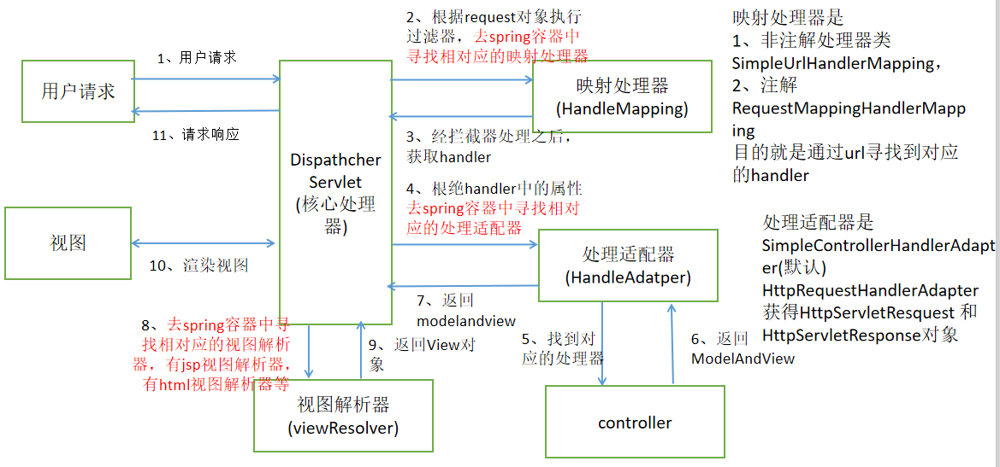 2、根据request对象执行
过滤器，去spring容器中
寻找相对应的映射处理器
映射处理器是
1、非注解处理器类
SimpleUrlHandlerMapping，
2、注解
RequestMappingHandlerMapp
ing
目的就是通过url寻找到对应
的handler
1、用户请求
用户请求
11、请求响应
映射处理器
(HandleMapping)
3、经拦截器处理之后，
获取handler
Dispathcher
Servlet
(核心处理
器)
4、根绝handler中的属性
去spring容器中寻找相对
应的处理适配器
视图
10、渲染视图
处理适配器
(HandleAdatper)
处理适配器是
SimpleControllerHandlerAdapt
er(默认)
HttpRequestHandlerAdapter
获得HttpServletResquest 和
HttpServletResponse对象
7、返回
modelandview
8、去spring容器中寻
找相对应的视图解析
器，有jsp视图解析器，
有html视图解析器等
9、返回View对
象
5、找到对
应的处理器
6、返回
ModelAndView
视图解析器
(viewResolver)
controller